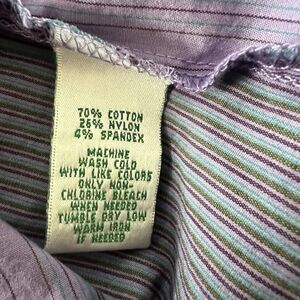 70% COTTON
26% NYLON
4% SPANDEX
MACHINE
WASH COLD
WITH LIKE COLORS
ONLY NON-
CHLORINE BLEACH
WHEN NEEDED
TUMBLE DRY LOW
WARM IRON
IS NEEDED